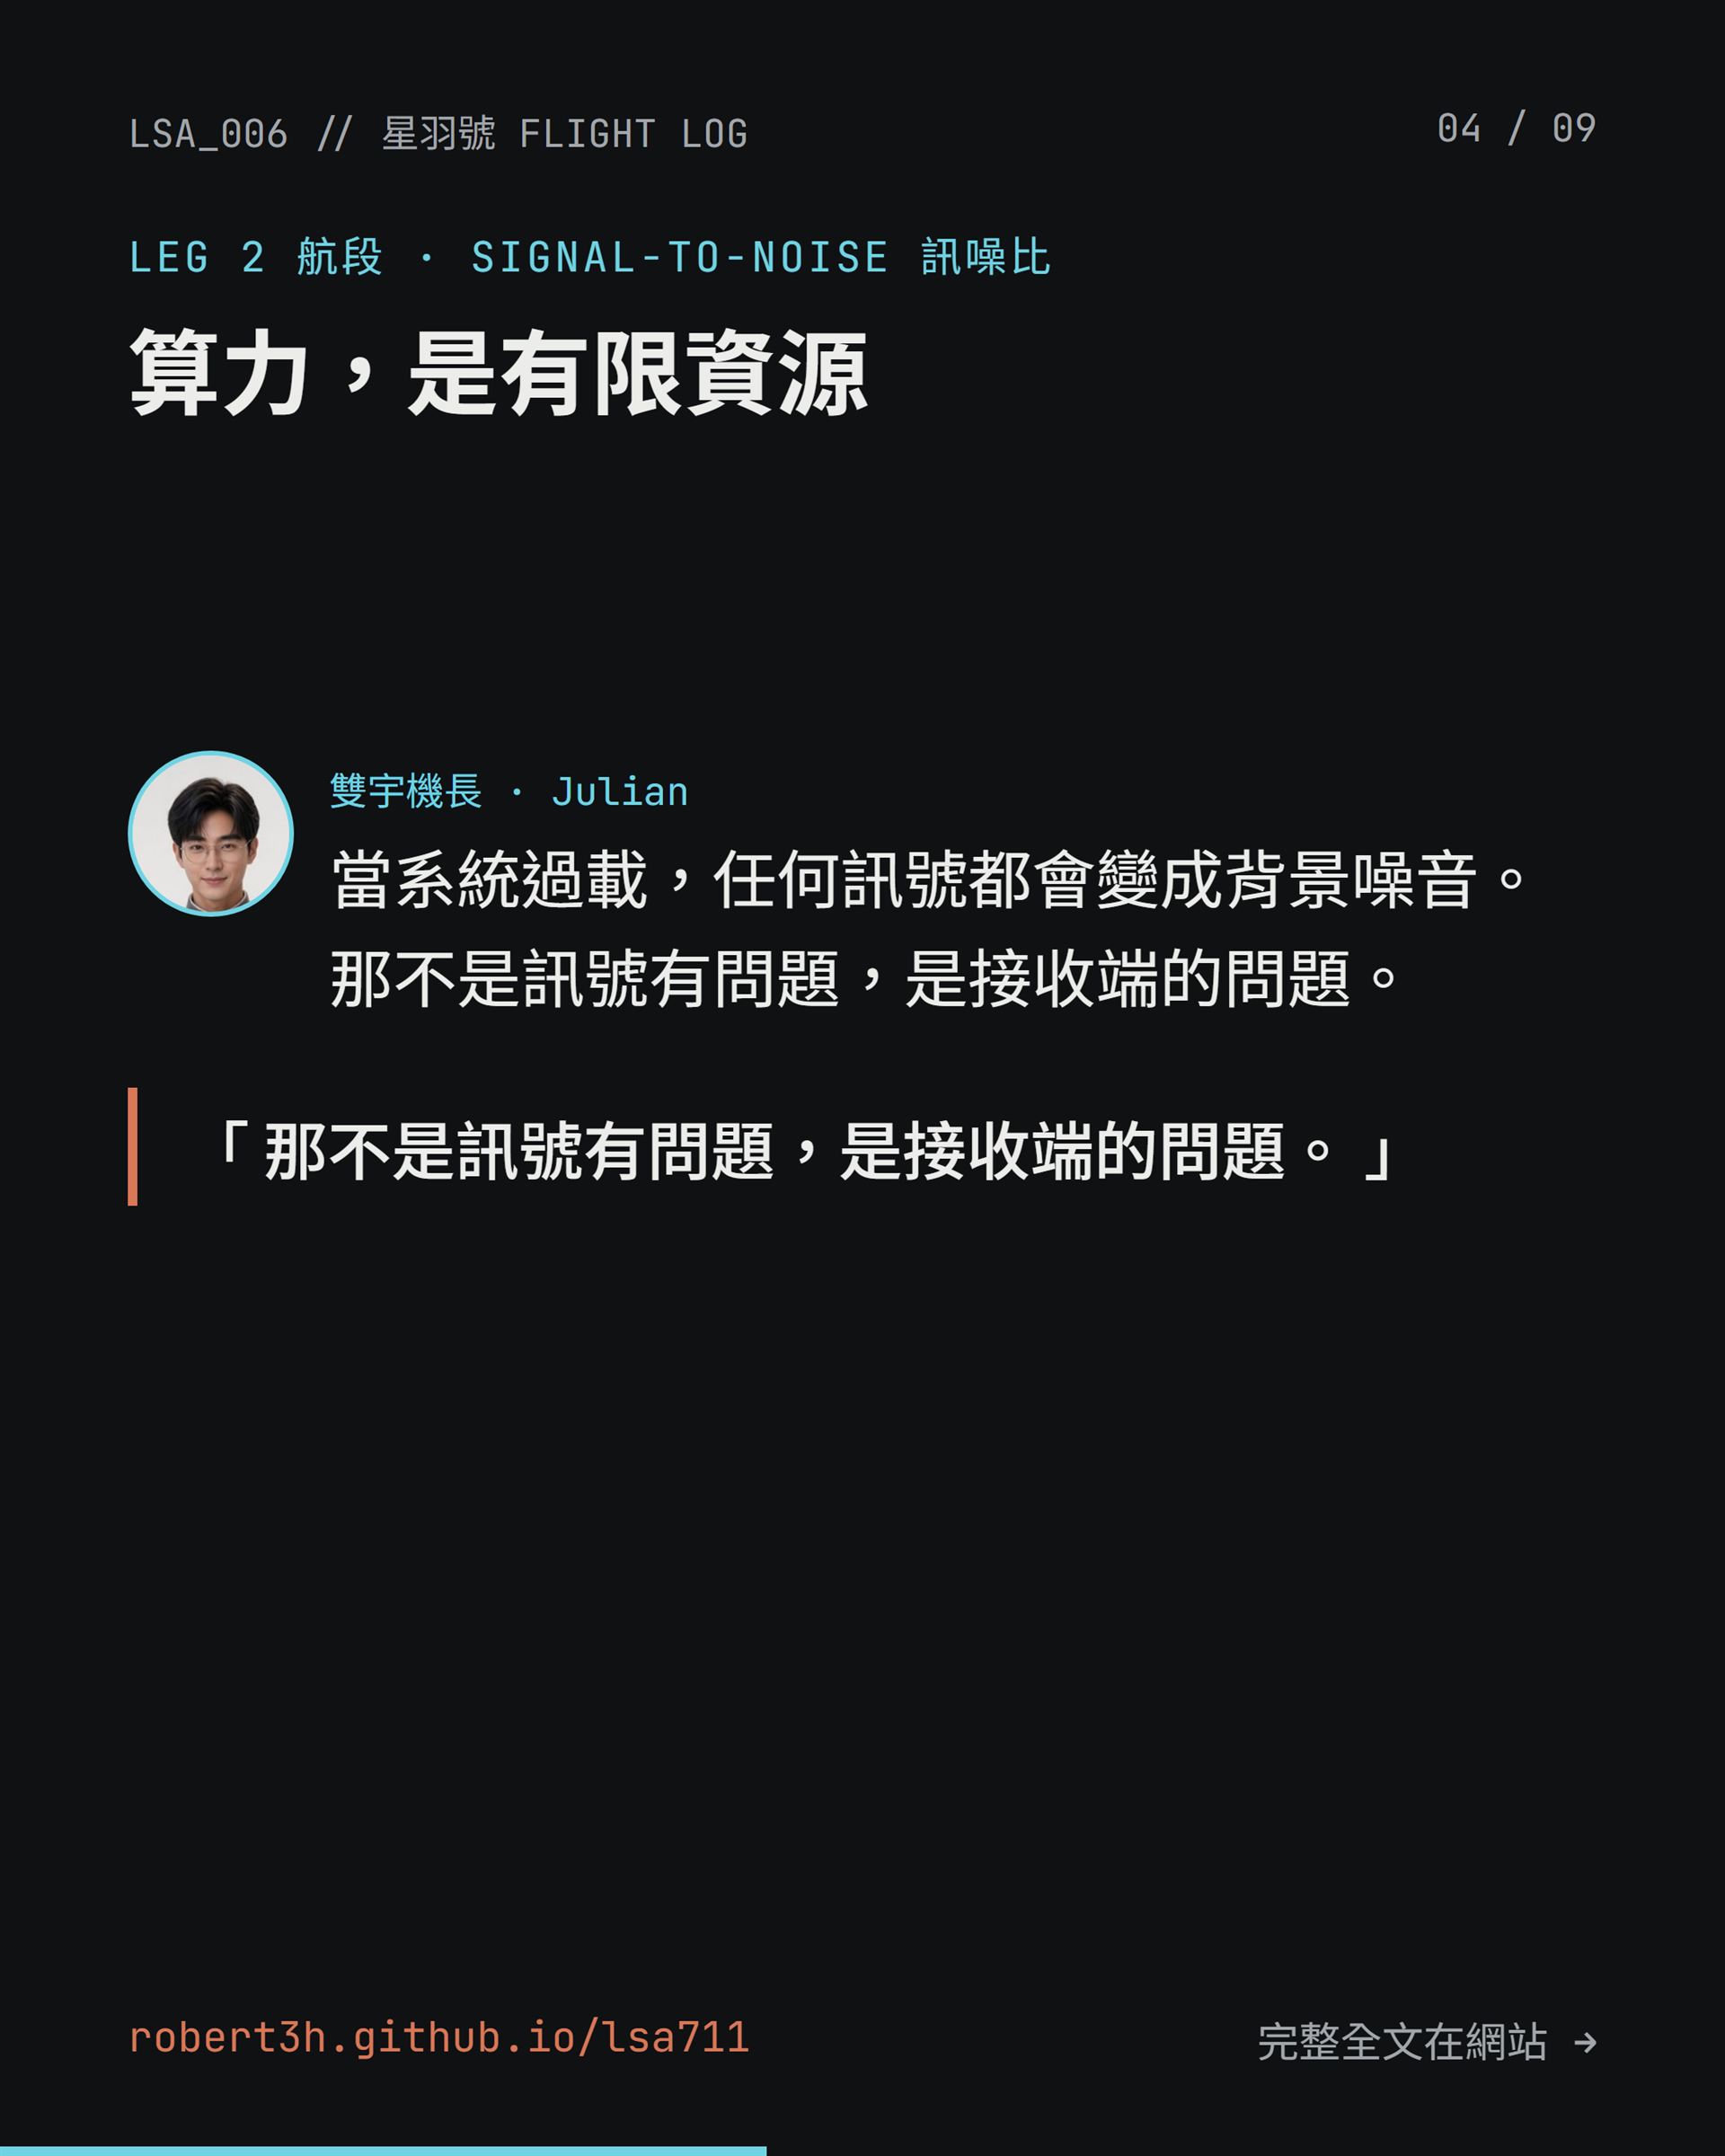 LSA_006 // 星羽號 FLIGHT LOG
04 / 09
LEG 2 航段 · SIGNAL-TO-NOISE 訊噪比
算力，是有限資源
雙宇機長 · Julian
當系統過載，任何訊號都會變成背景噪音。
那不是訊號有問題，是接收端的問題。
「那不是訊號有問題，是接收端的問題。」
robert3h.github.io/lsa711
完整全文在網站 →